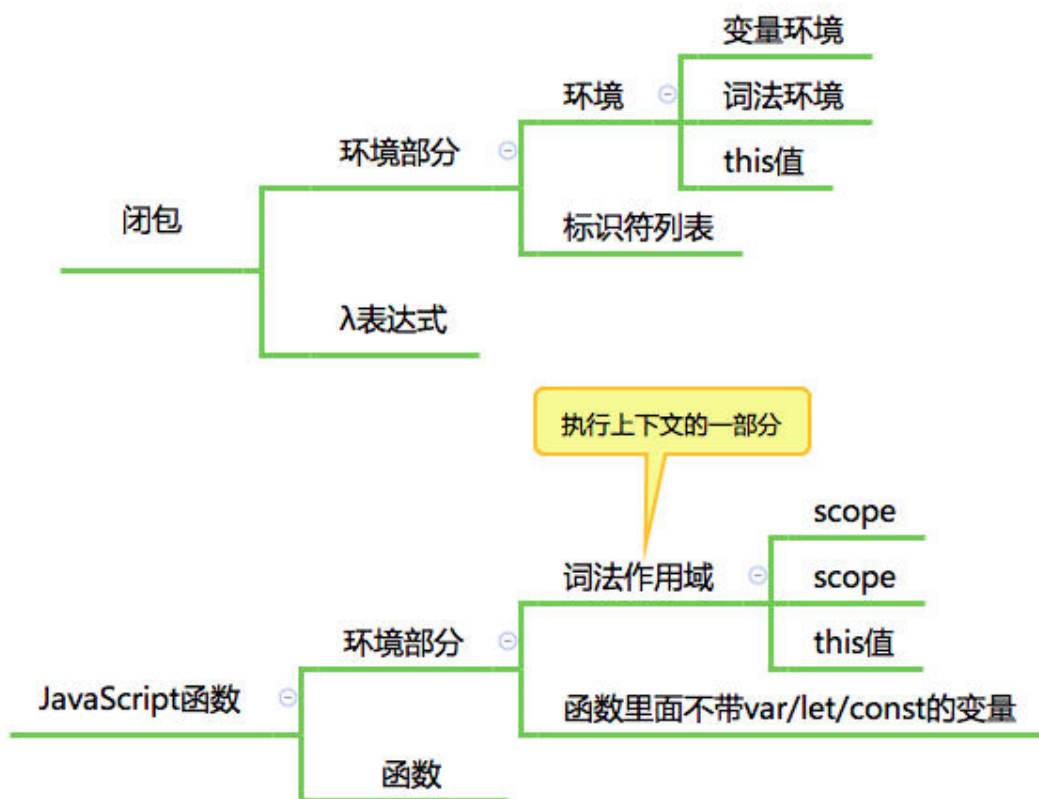 变量环境
环境
词法环境
环境部分
this值
闭包
标识符列表
λ表达式
执行上下文的一部分
scope
词法作用域
scope
环境部分
this值
JavaScript函数
函数里面不带var/let/const的变量
函数